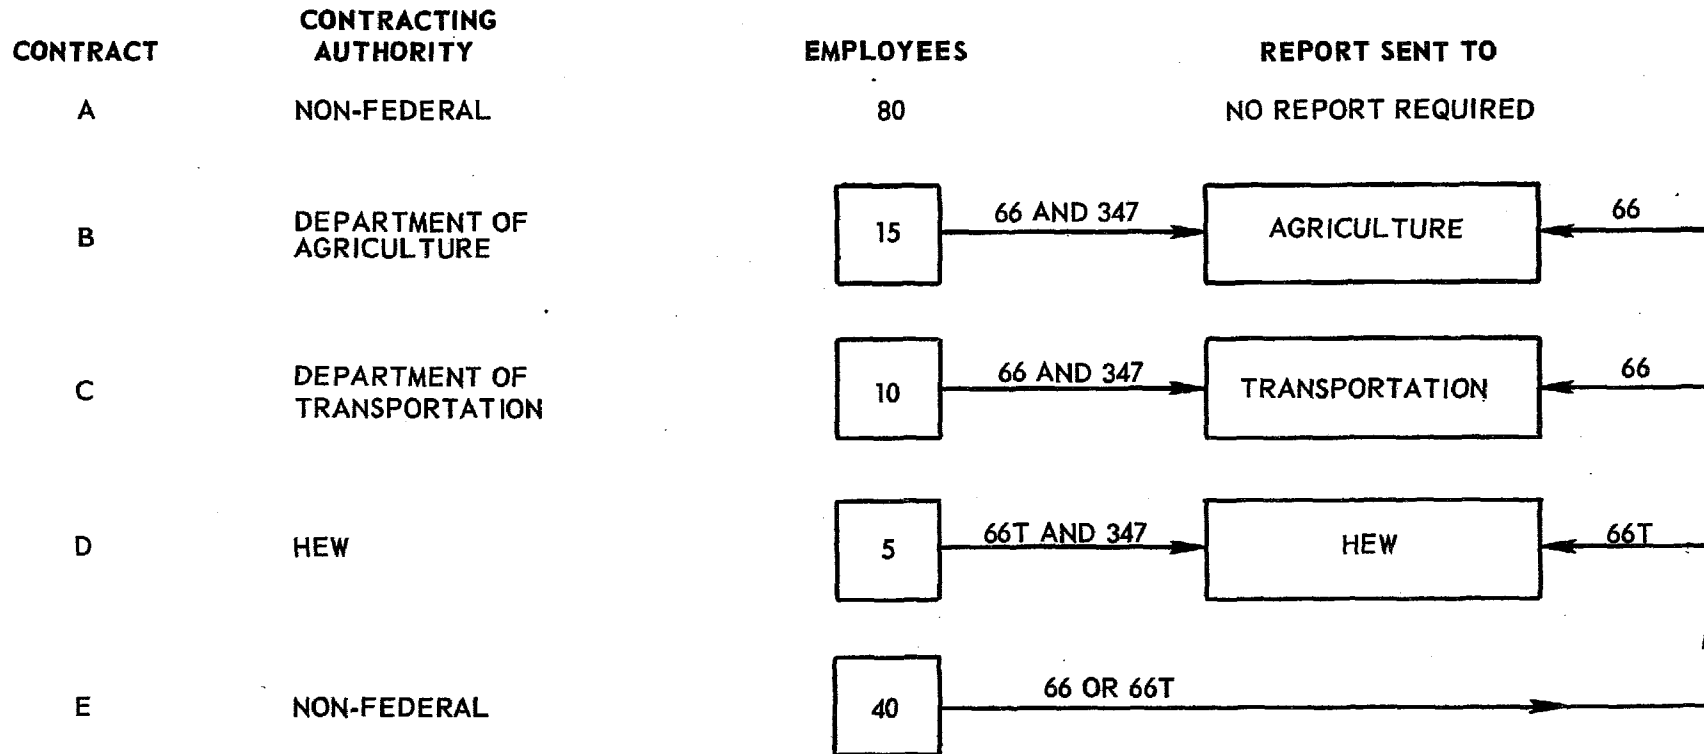 CONTRACT
CONTRACTING
AUTHORITY
EMPLOYEES
REPORT SENT TO
A
NON-FEDERAL
80
NO REPORT REQUIRED
B
DEPARTMENT OF
AGRICULTURE
15
66 AND 347
AGRICULTURE
66
C
DEPARTMENT OF
TRANSPORTATION
10
66 AND 347
TRANSPORTATION
66
D
HEW
5
66T AND 347
HEW
66T
E
NON-FEDERAL
40
66 OR 66T